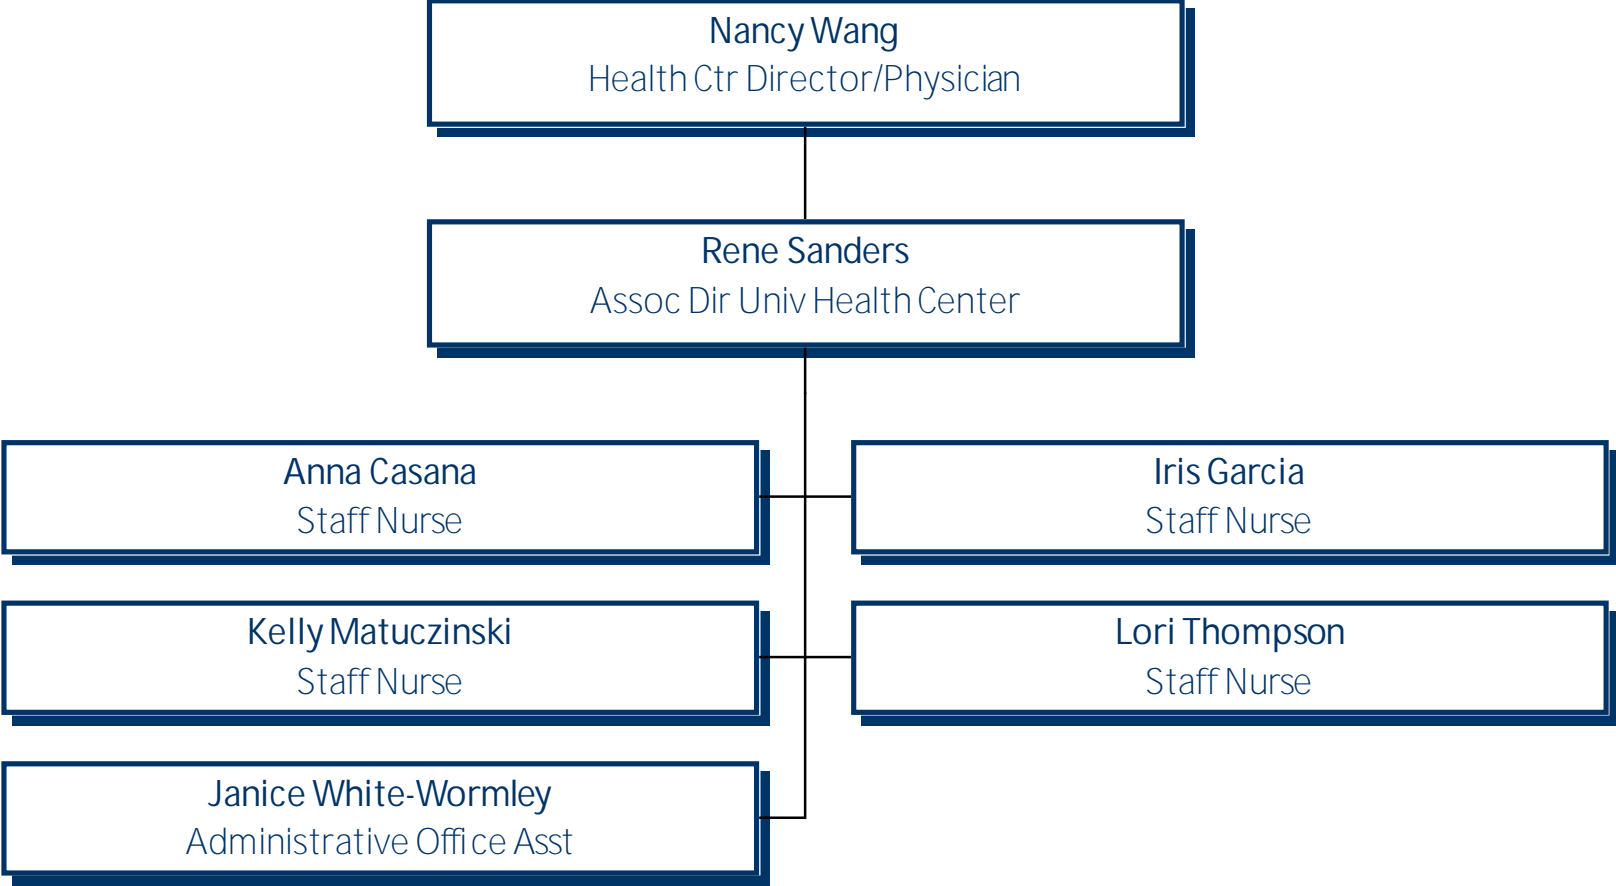 Nancy Wang
Health Ctr Director/Physician
Rene Sanders
Assoc Dir Univ Health Center
Anna Casana
Staff Nurse
Iris Garcia
Staff Nurse
Kelly Matuczinski
Staff Nurse
Lori Thompson
Staff Nurse
Janice White-Wormley
Administrative Office Asst